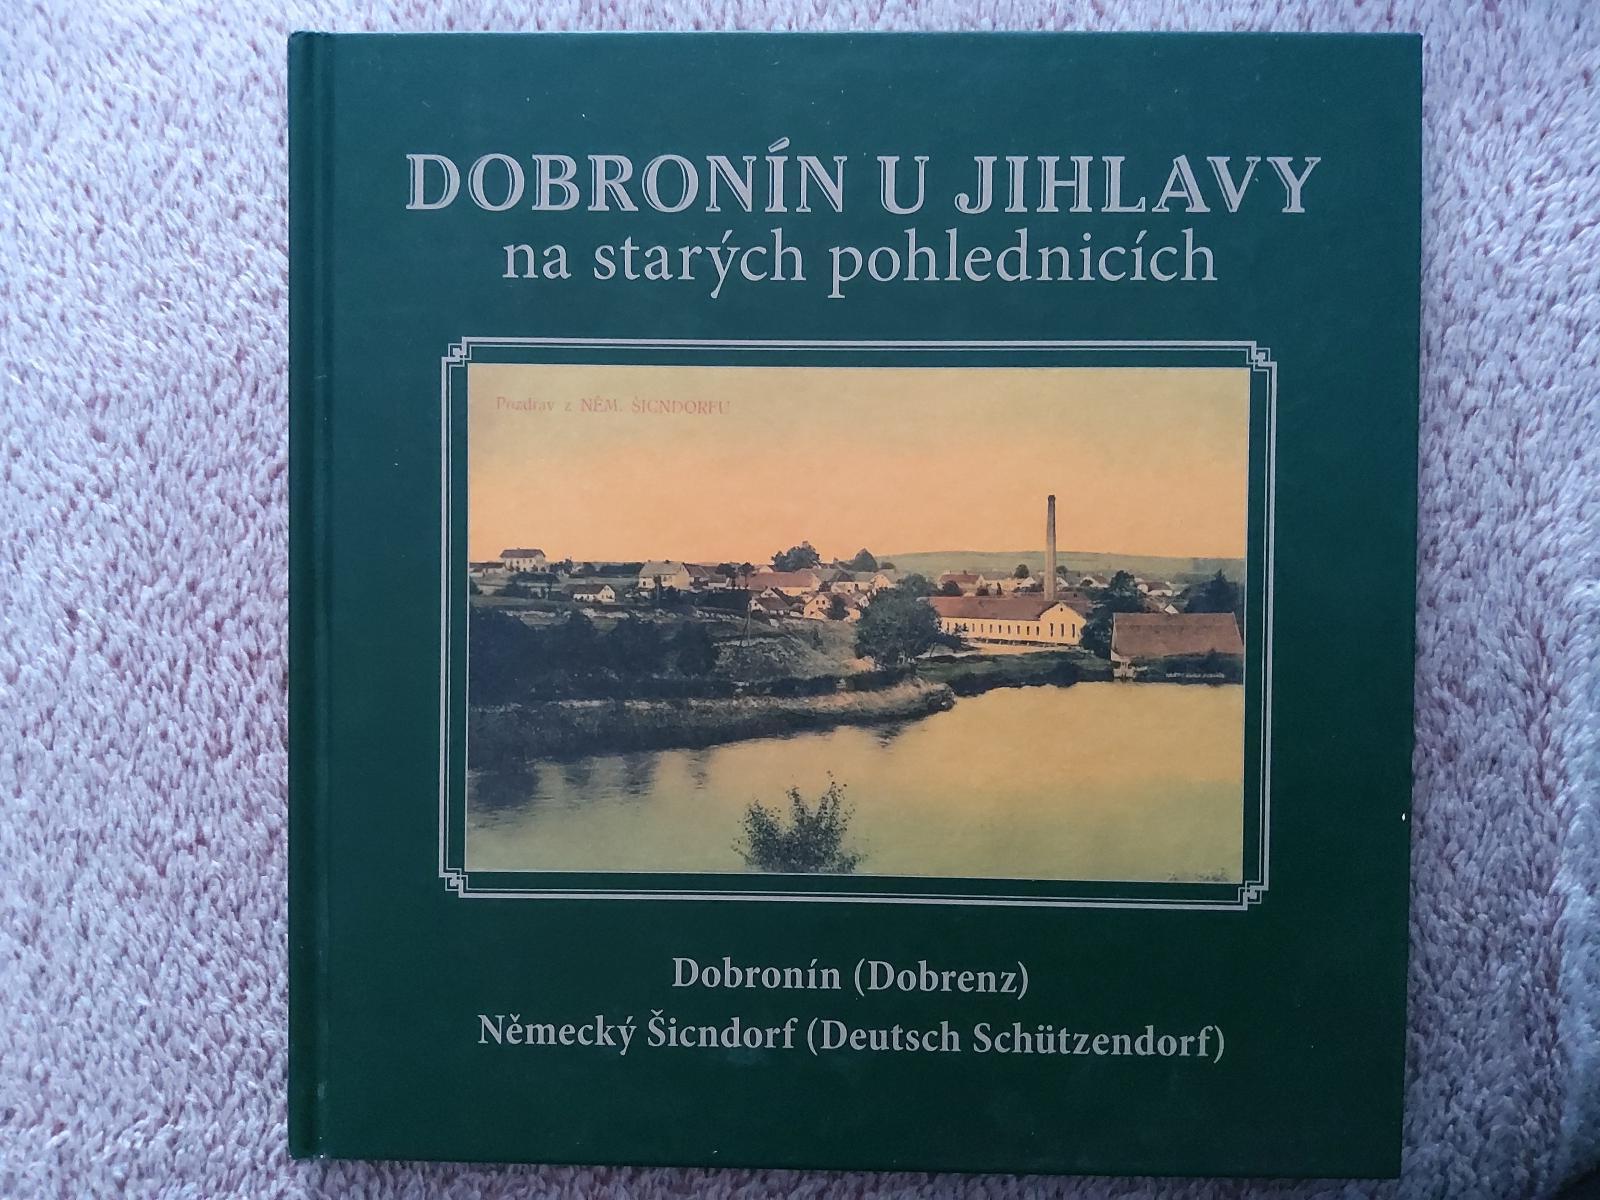 DOBRONÍN U JIHLAVY
na starých pohlednicích
Pozdrav z NĚM. ŠICNDORFU
Dobronín (Dobrenz)
Německý Šicndorf (Deutsch Schützendorf)